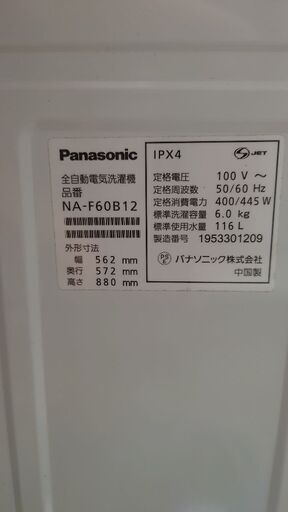 Panasonic
全自動電気洗濯機
品番
NA-F60B12
外形寸法
幅 562 mm
奥行 572 mm
高さ 880 mm
IPX4
JET
定格電圧 100 V ～
定格周波数 50/60 Hz
定格消費電力 400/445 W
標準洗濯容量 6.0 kg
標準使用水量 116 L
製造番号 1953301209
PS E パナソニック株式会社
中国製